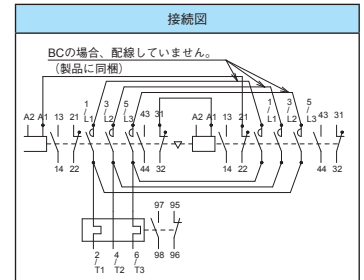 接続図
BCの場合、配線していません。
(製品に同梱)
1 3 5 1 3 5
/ / / / / /
A2 A1 13 21 L1 L2 L3 43 31 A2 A1 13 21 L1 L2 L3 43 31
14 22 44 32 14 22 44 32
97 95
98 96
2 4 6
/ / /
T1 T2 T3